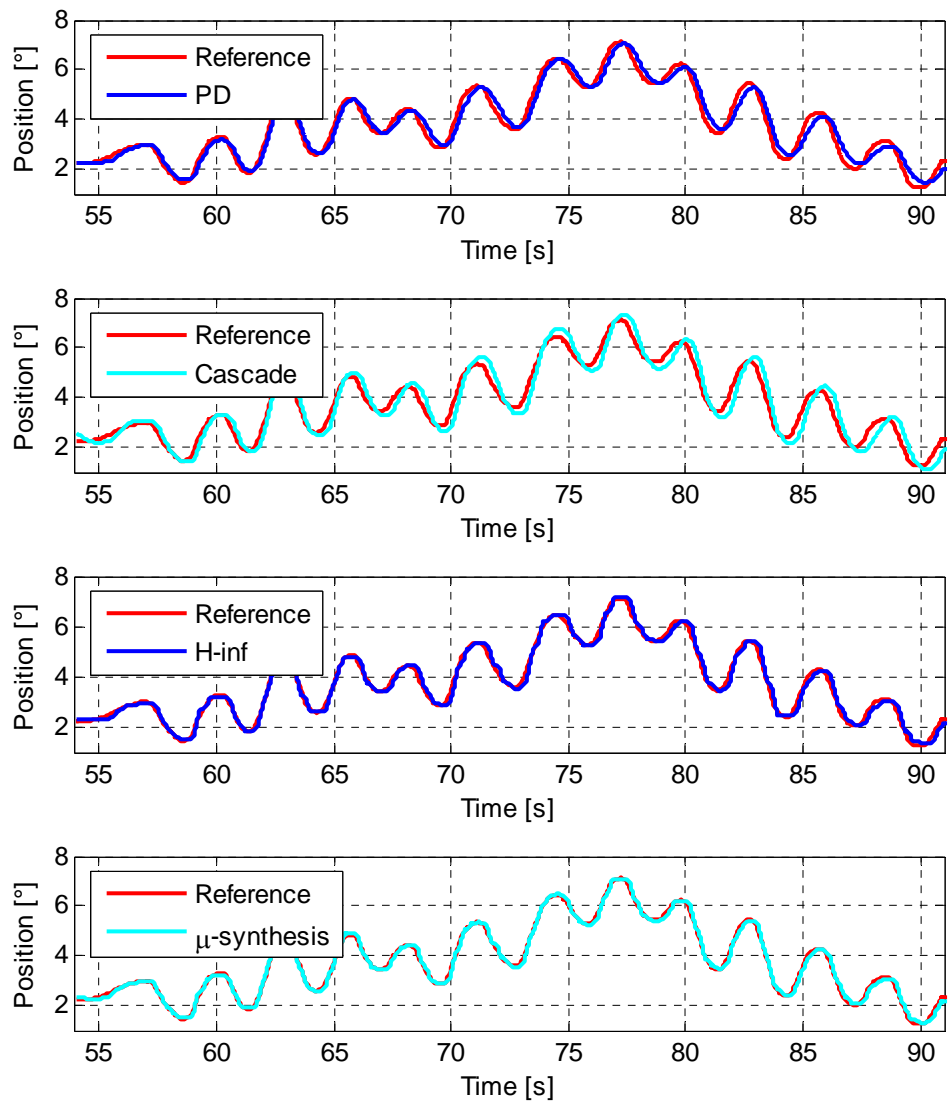 8
6
4
2
Position [°]
Reference
PD
55 60 65 70 75 80 85 90
Time [s]
8
6
4
2
Position [°]
Reference
Cascade
55 60 65 70 75 80 85 90
Time [s]
8
6
4
2
Position [°]
Reference
H-inf
55 60 65 70 75 80 85 90
Time [s]
8
6
4
2
Position [°]
Reference
μ-synthesis
55 60 65 70 75 80 85 90
Time [s]